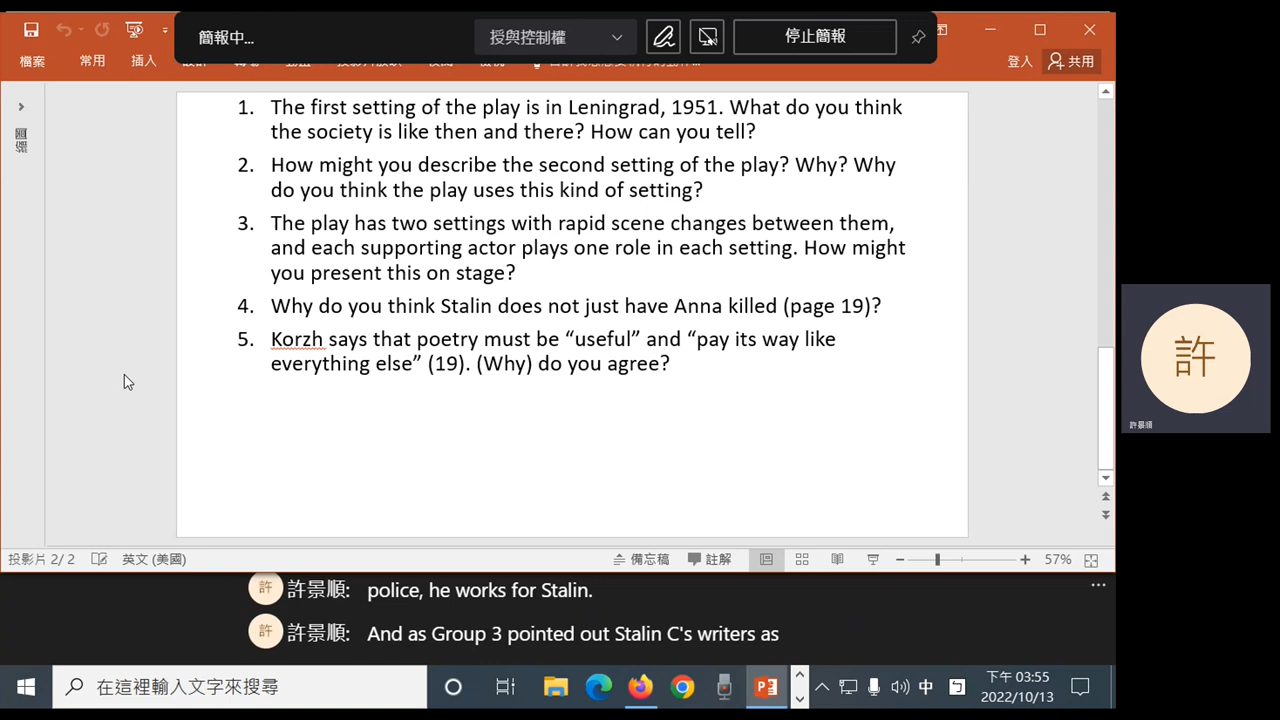 簡報中...
授與控制權
停止簡報
檔案
常用
插入
登入
共用
1. The first setting of the play is in Leningrad, 1951. What do you think
the society is like then and there? How can you tell?
2. How might you describe the second setting of the play? Why? Why
do you think the play uses this kind of setting?
3. The play has two settings with rapid scene changes between them,
and each supporting actor plays one role in each setting. How might
you present this on stage?
4. Why do you think Stalin does not just have Anna killed (page 19)?
5. Korzh says that poetry must be “useful” and “pay its way like
everything else” (19). (Why) do you agree?
許
許景順
投影片 2/ 2
英文 (美國)
備忘稿
註解
57%
許 許景順: police, he works for Stalin.
許 許景順: And as Group 3 pointed out Stalin C's writers as
在這裡輸入文字來搜尋
中
下午 03:55
2022/10/13